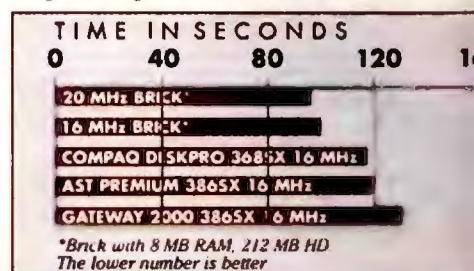 TIME IN SECONDS
0 40 80 120
20 MHz BRICK*
16 MHz BRICK*
COMPAQ DISKPRO 368SX 16 MHz
AST PREMIUM 386SX 16 MHz
GATEWAY 2000 386SX 16 MHz
*Brick with 8 MB RAM, 212 MB HD
The lower number is better